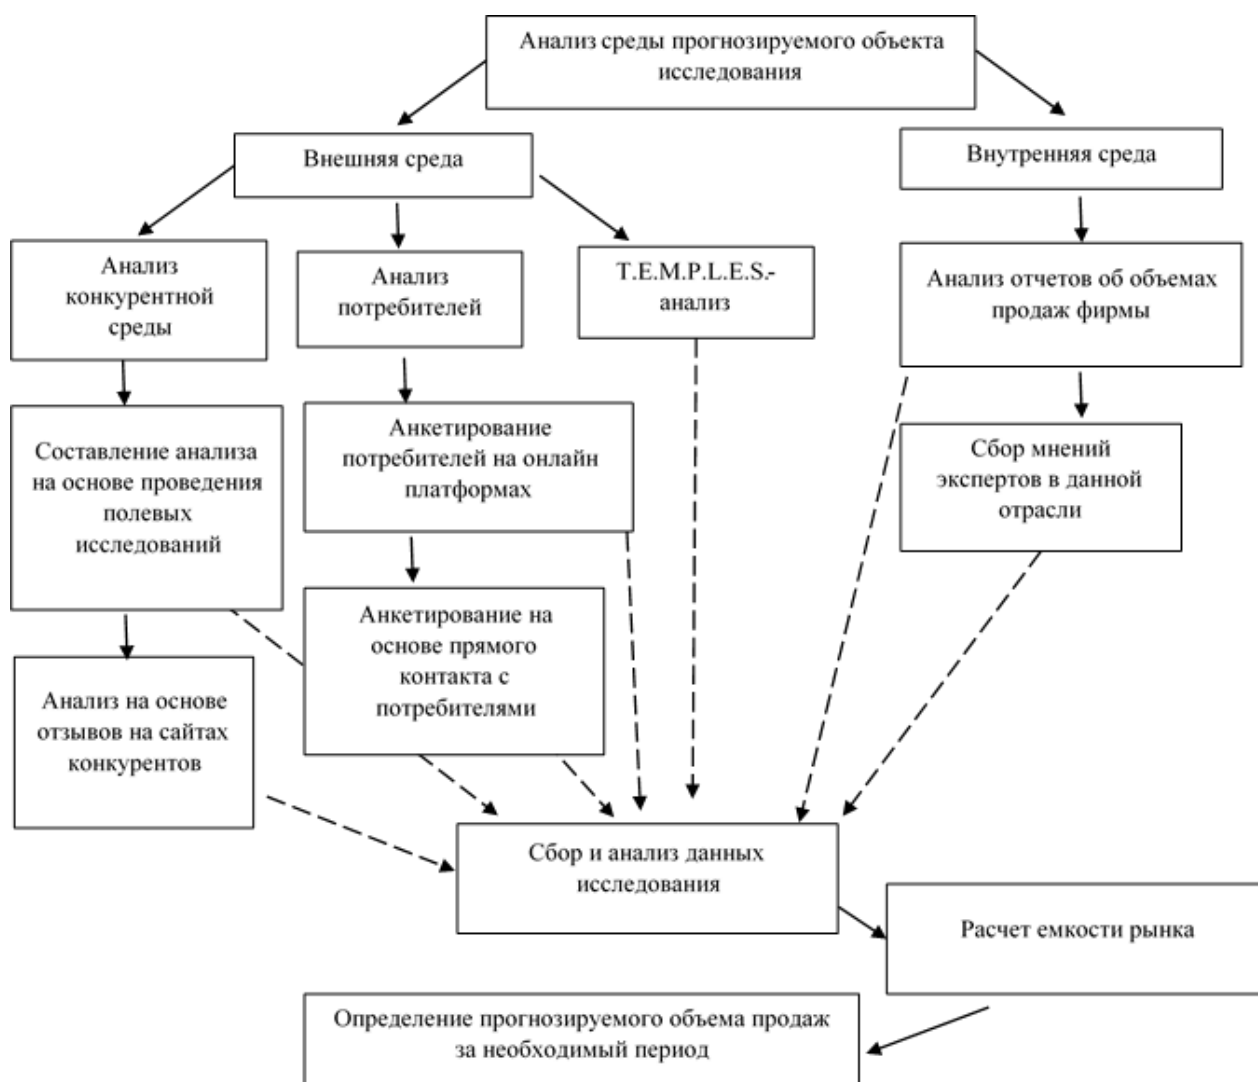 Анализ среды прогнозируемого объекта
исследования
Внешняя среда
Внутренняя среда
Анализ
конкурентной
среды
Анализ
потребителей
T.E.M.P.L.E.S.-
анализ
Анализ отчетов об объемах
продаж фирмы
Составление анализа
на основе проведения
полевых
исследований
Анкетирование
потребителей на онлайн
платформах
Сбор мнений
экспертов в данной
отрасли
Анкетирование на
основе прямого
контакта с
потребителями
Анализ на основе
отзывов на сайтах
конкурентов
Сбор и анализ данных
исследования
Расчет емкости рынка
Определение прогнозируемого объема продаж
за необходимый период